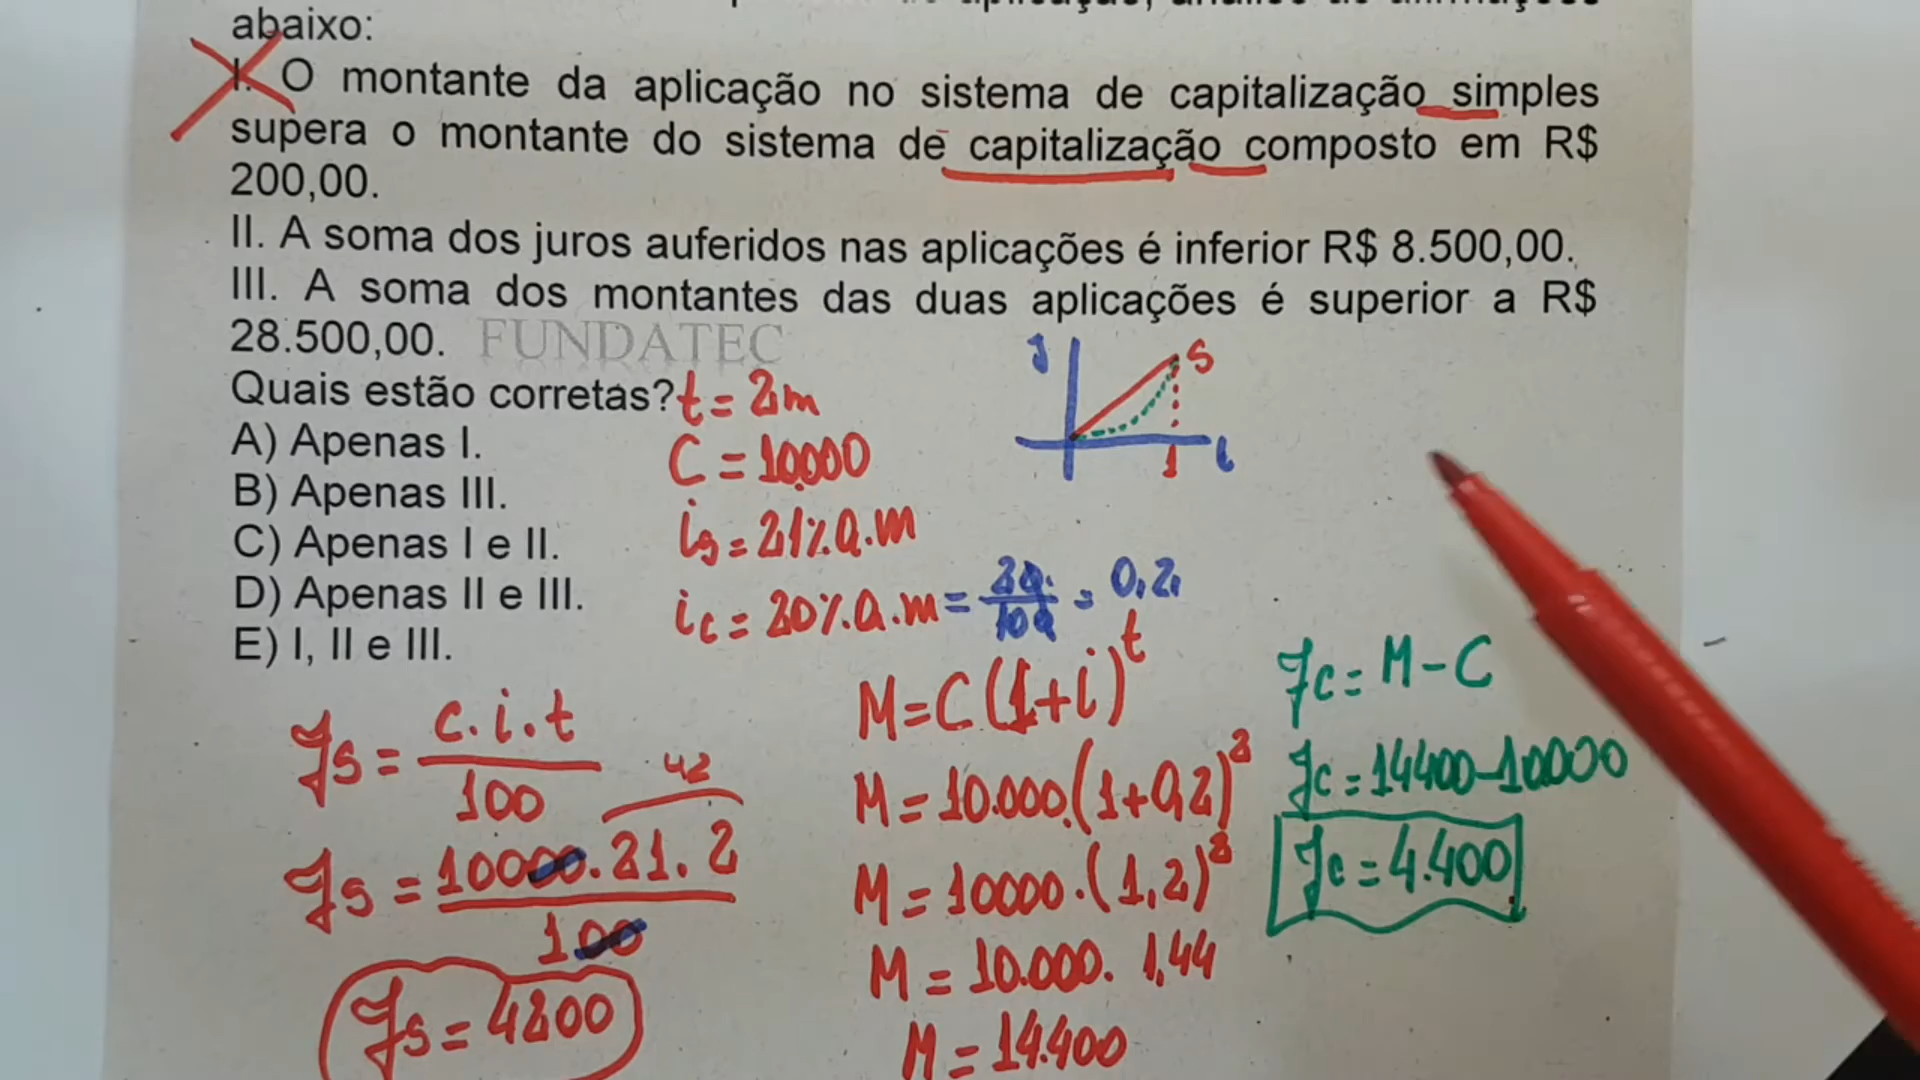 abaixo:
I. O montante da aplicação no sistema de capitalização simples
supera o montante do sistema de capitalização composto em R$
200,00.
II. A soma dos juros auferidos nas aplicações é inferior R$ 8.500,00.
III. A soma dos montantes das duas aplicações é superior a R$
28.500,00. FUNDATEC
J S
Quais estão corretas? t = 2m
A) Apenas I. C = 10000
1 i
B) Apenas III.
is = 21%a.m
C) Apenas I e II.
D) Apenas II e III. ic = 20%a.m = 20/100 = 0,2
E) I, II e III.
Js = c.i.t / 100
42
Js = 10000.21.2 / 100
Js = 4200
M = C(1+i)^t
M = 10.000.(1+0,2)^2
M = 10000.(1,2)^2
M = 10.000. 1,44
M = 14.400
Jc = M-C
Jc = 14400-10000
Jc = 4.400